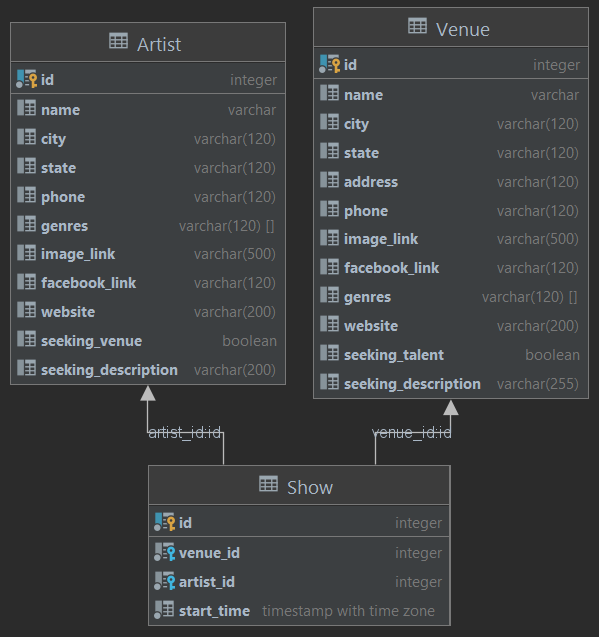 Artist
id integer
name varchar
city varchar(120)
state varchar(120)
phone varchar(120)
genres varchar(120) []
image_link varchar(500)
facebook_link varchar(120)
website varchar(200)
seeking_venue boolean
seeking_description varchar(200)
Venue
id integer
name varchar
city varchar(120)
state varchar(120)
address varchar(120)
phone varchar(120)
image_link varchar(500)
facebook_link varchar(120)
genres varchar(120) []
website varchar(200)
seeking_talent boolean
seeking_description varchar(255)
artist_id:id
venue_id:id
Show
id integer
venue_id integer
artist_id integer
start_time timestamp with time zone